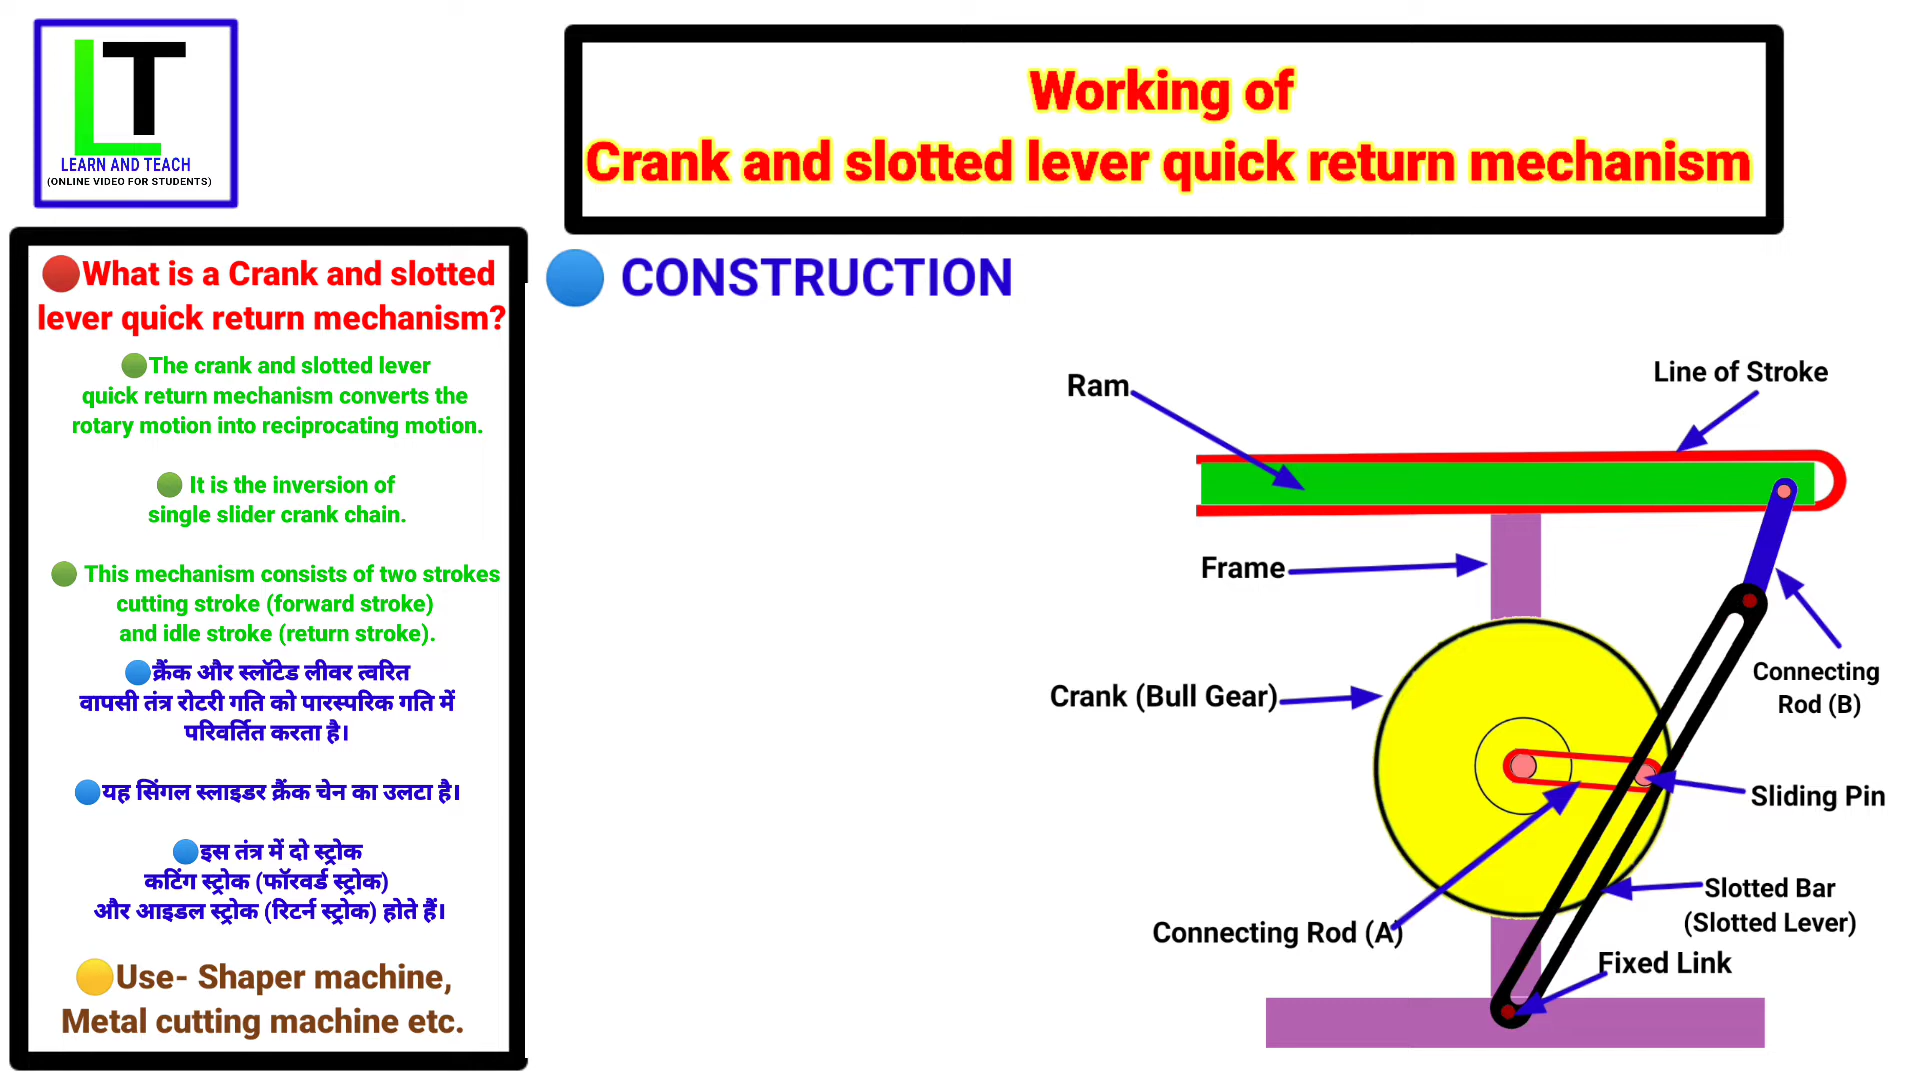 LT
LEARN AND TEACH
(ONLINE VIDEO FOR STUDENTS)
Working of
Crank and slotted lever quick return mechanism
What is a Crank and slotted
lever quick return mechanism?
The crank and slotted lever
quick return mechanism converts the
rotary motion into reciprocating motion.
It is the inversion of
single slider crank chain.
This mechanism consists of two strokes
cutting stroke (forward stroke)
and idle stroke (return stroke).
क्रैंक और स्लॉटेड लीवर त्वरित
वापसी तंत्र रोटरी गति को पारस्परिक गति में
परिवर्तित करता है।
यह सिंगल स्लाइडर क्रैंक चेन का उलटा है।
इस तंत्र में दो स्ट्रोक
कटिंग स्ट्रोक (फॉरवर्ड स्ट्रोक)
और आइडल स्ट्रोक (रिटर्न स्ट्रोक) होते हैं।
Use- Shaper machine,
Metal cutting machine etc.
CONSTRUCTION
Line of Stroke
Ram
Frame
Connecting
Rod (B)
Crank (Bull Gear)
Sliding Pin
Slotted Bar
(Slotted Lever)
Connecting Rod (A)
Fixed Link